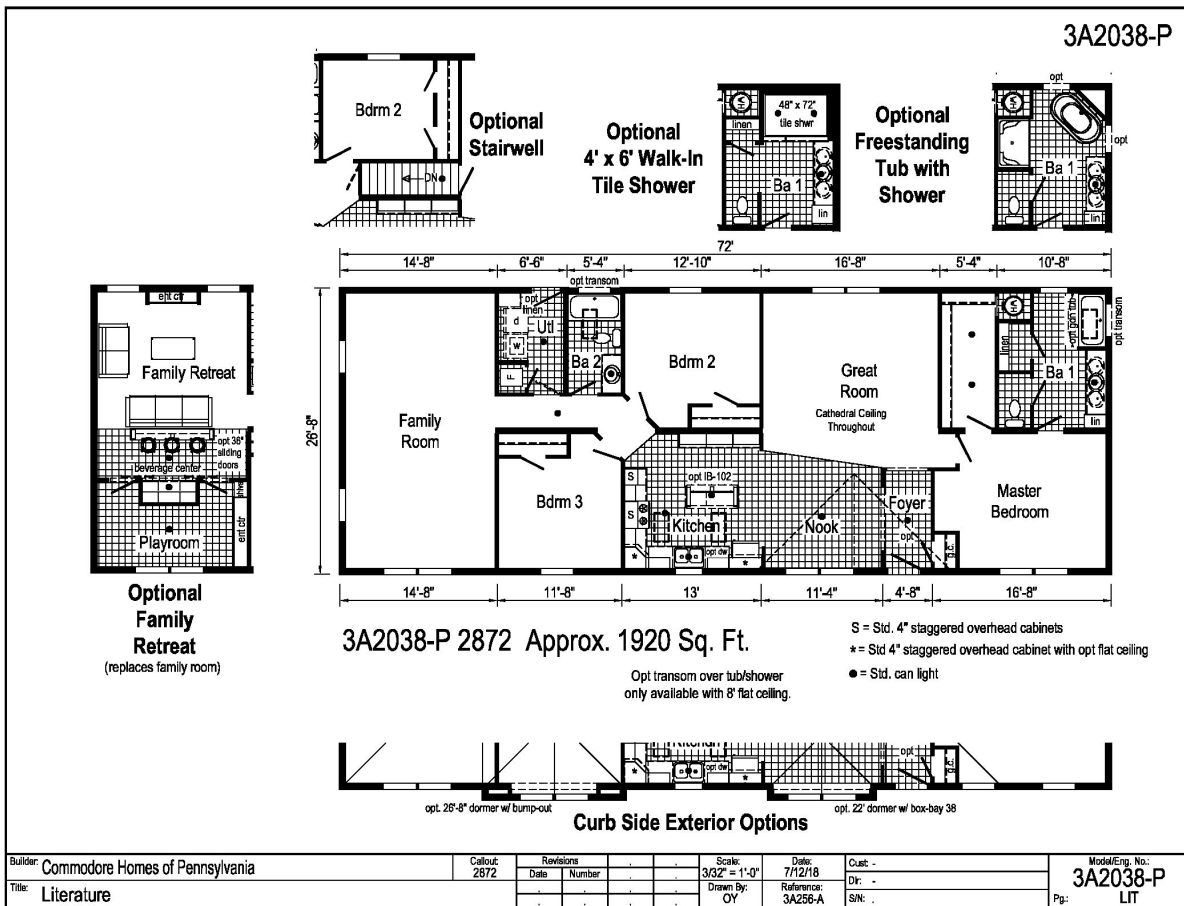 3A2038-P
Bdrm 2
DN
Optional
Stairwell
Optional
4' x 6' Walk-In
Tile Shower
WH
linen
48" x 72"
tile shwr
Ba 1
lin
Optional
Freestanding
Tub with
Shower
opt
WH
opt
Ba 1
lin
72'
14'-8"
6'-6"
5'-4"
12'-10"
16'-8"
5'-4"
10'-8"
opt transom
26'-8"
ent ctr
Family Retreat
opt 36"
sliding
doors
beverage center
shlvs
ent ctr
Playroom
Optional
Family
Retreat
(replaces family room)
Family
Room
opt
linen
d
w
Utl
F
Ba 2
Bdrm 2
Great
Room
Cathedral Ceiling
Throughout
WH
linen
opt gdn tub
opt transom
Ba 1
lin
Bdrm 3
S
S
opt IB-102
Kitchen
opt dw
*
*
Nook
Foyer
opt
g.c.
Master
Bedroom
14'-8"
11'-8"
13'
11'-4"
4'-8"
16'-8"
3A2038-P 2872 Approx. 1920 Sq. Ft.
S = Std. 4" staggered overhead cabinets
* = Std 4" staggered overhead cabinet with opt flat ceiling
● = Std. can light
Opt transom over tub/shower
only available with 8' flat ceiling.
Kitchen
opt dw
*
*
opt
g.c.
opt. 26'-8" dormer w/ bump-out
opt. 22' dormer w/ box-bay 38
Curb Side Exterior Options
Builder: Commodore Homes of Pennsylvania
Title: Literature
Callout:
2872
Revisions
Date Number
Scale:
3/32" = 1'-0"
Drawn By:
OY
Date:
7/12/18
Reference:
3A256-A
Cust: -
Dlr: -
S/N: .
Model/Eng. No.:
3A2038-P
Pg.: LIT